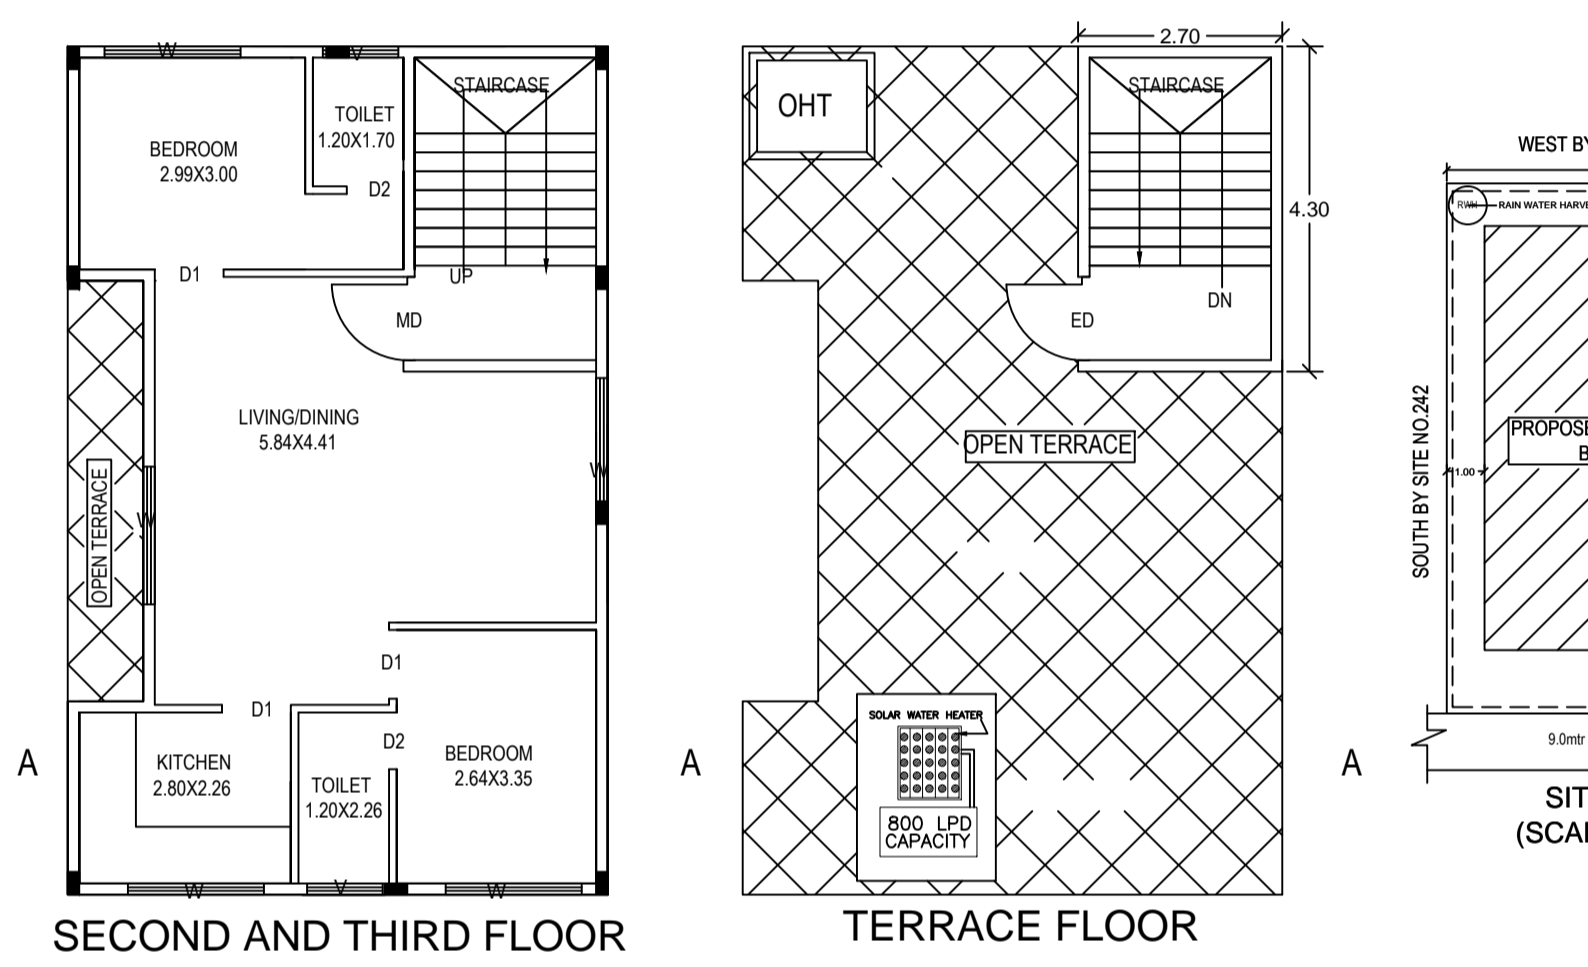 W
V
STAIRCASE
TOILET
1.20X1.70
BEDROOM
2.99X3.00
D2
D1
UP
MD
LIVING/DINING
5.84X4.41
W
OPEN TERRACE
W
D1
D1
D2
KITCHEN
2.80X2.26
TOILET
1.20X2.26
BEDROOM
2.64X3.35
A
W
V
W
SECOND AND THIRD FLOOR
2.70
OHT
STAIRCASE
4.30
DN
ED
OPEN TERRACE
SOLAR WATER HEATER
800 LPD
CAPACITY
A
A
TERRACE FLOOR
WEST BY
RWH
RAIN WATER HARVE
SOUTH BY SITE NO.242
PROPOSE
B
1.00
9.0mtr
SIT
(SCAL